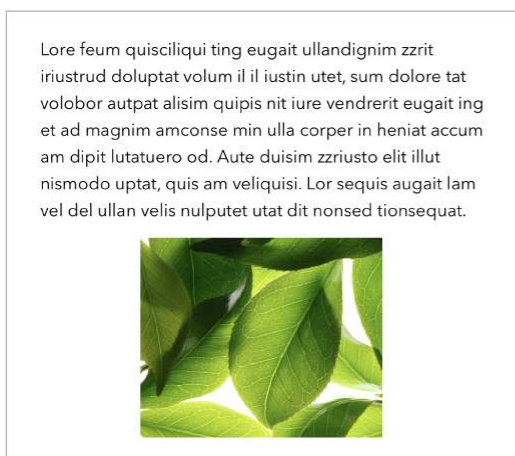 Lore feum quisciliqui ting eugait ullandignim zzrit
iriustrud doluptat volum il il iustin utet, sum dolore tat
volobor autpat alisim quipis nit iure vendrerit eugait ing
et ad magnim amconse min ulla corper in heniat accum
am dipit lutatuero od. Aute duisim zzriusto elit illut
nismodo uptat, quis am veliquisi. Lor sequis augait lam
vel del ullan velis nulputet utat dit nonsed tionsequat.